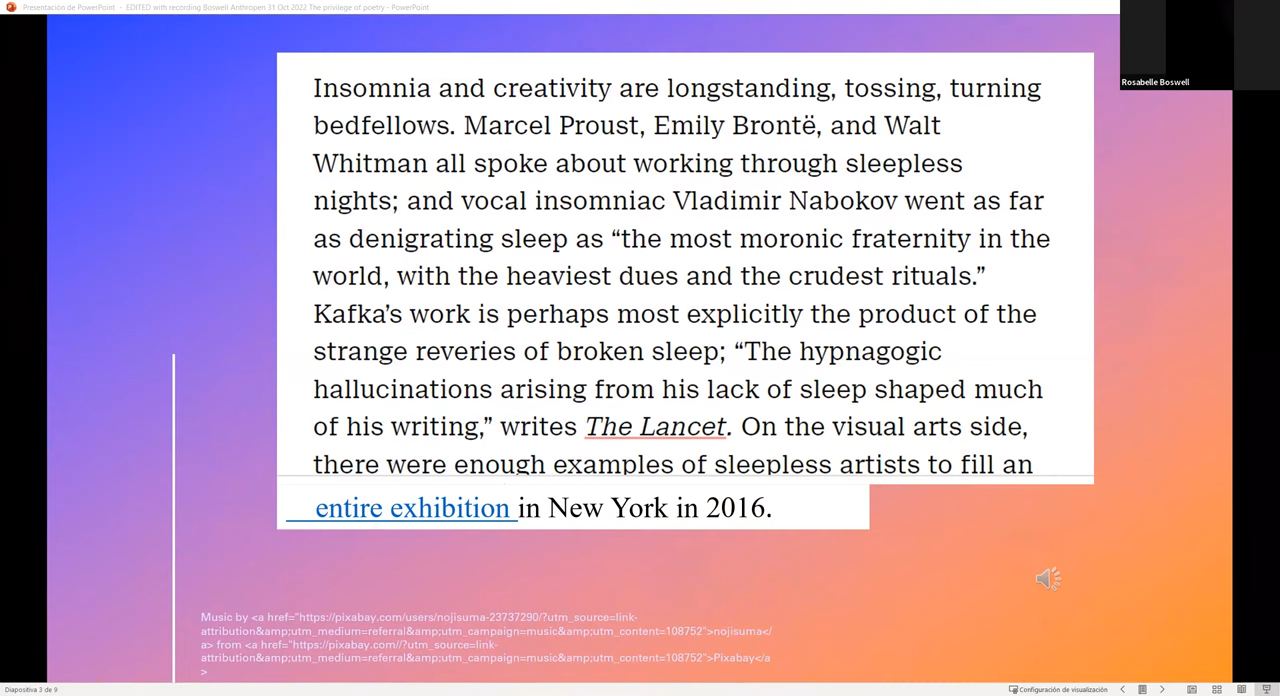 Presentación de PowerPoint - EDITED with recording Boswell Anthropen 31 Oct 2022 The privilege of poetry - PowerPoint
Rosabelle Boswell
Insomnia and creativity are longstanding, tossing, turning
bedfellows. Marcel Proust, Emily Brontë, and Walt
Whitman all spoke about working through sleepless
nights; and vocal insomniac Vladimir Nabokov went as far
as denigrating sleep as “the most moronic fraternity in the
world, with the heaviest dues and the crudest rituals.”
Kafka’s work is perhaps most explicitly the product of the
strange reveries of broken sleep; “The hypnagogic
hallucinations arising from his lack of sleep shaped much
of his writing,” writes The Lancet. On the visual arts side,
there were enough examples of sleepless artists to fill an
entire exhibition in New York in 2016.
Music by <a href="https://pixabay.com/users/nojisuma-23737290/?utm_source=link-
attribution&amp;utm_medium=referral&amp;utm_campaign=music&amp;utm_content=108752">nojisuma</
a> from <a href="https://pixabay.com//?utm_source=link-
attribution&amp;utm_medium=referral&amp;utm_campaign=music&amp;utm_content=108752">Pixabay</a
>
Diapositiva 3 de 9
Configuración de visualización